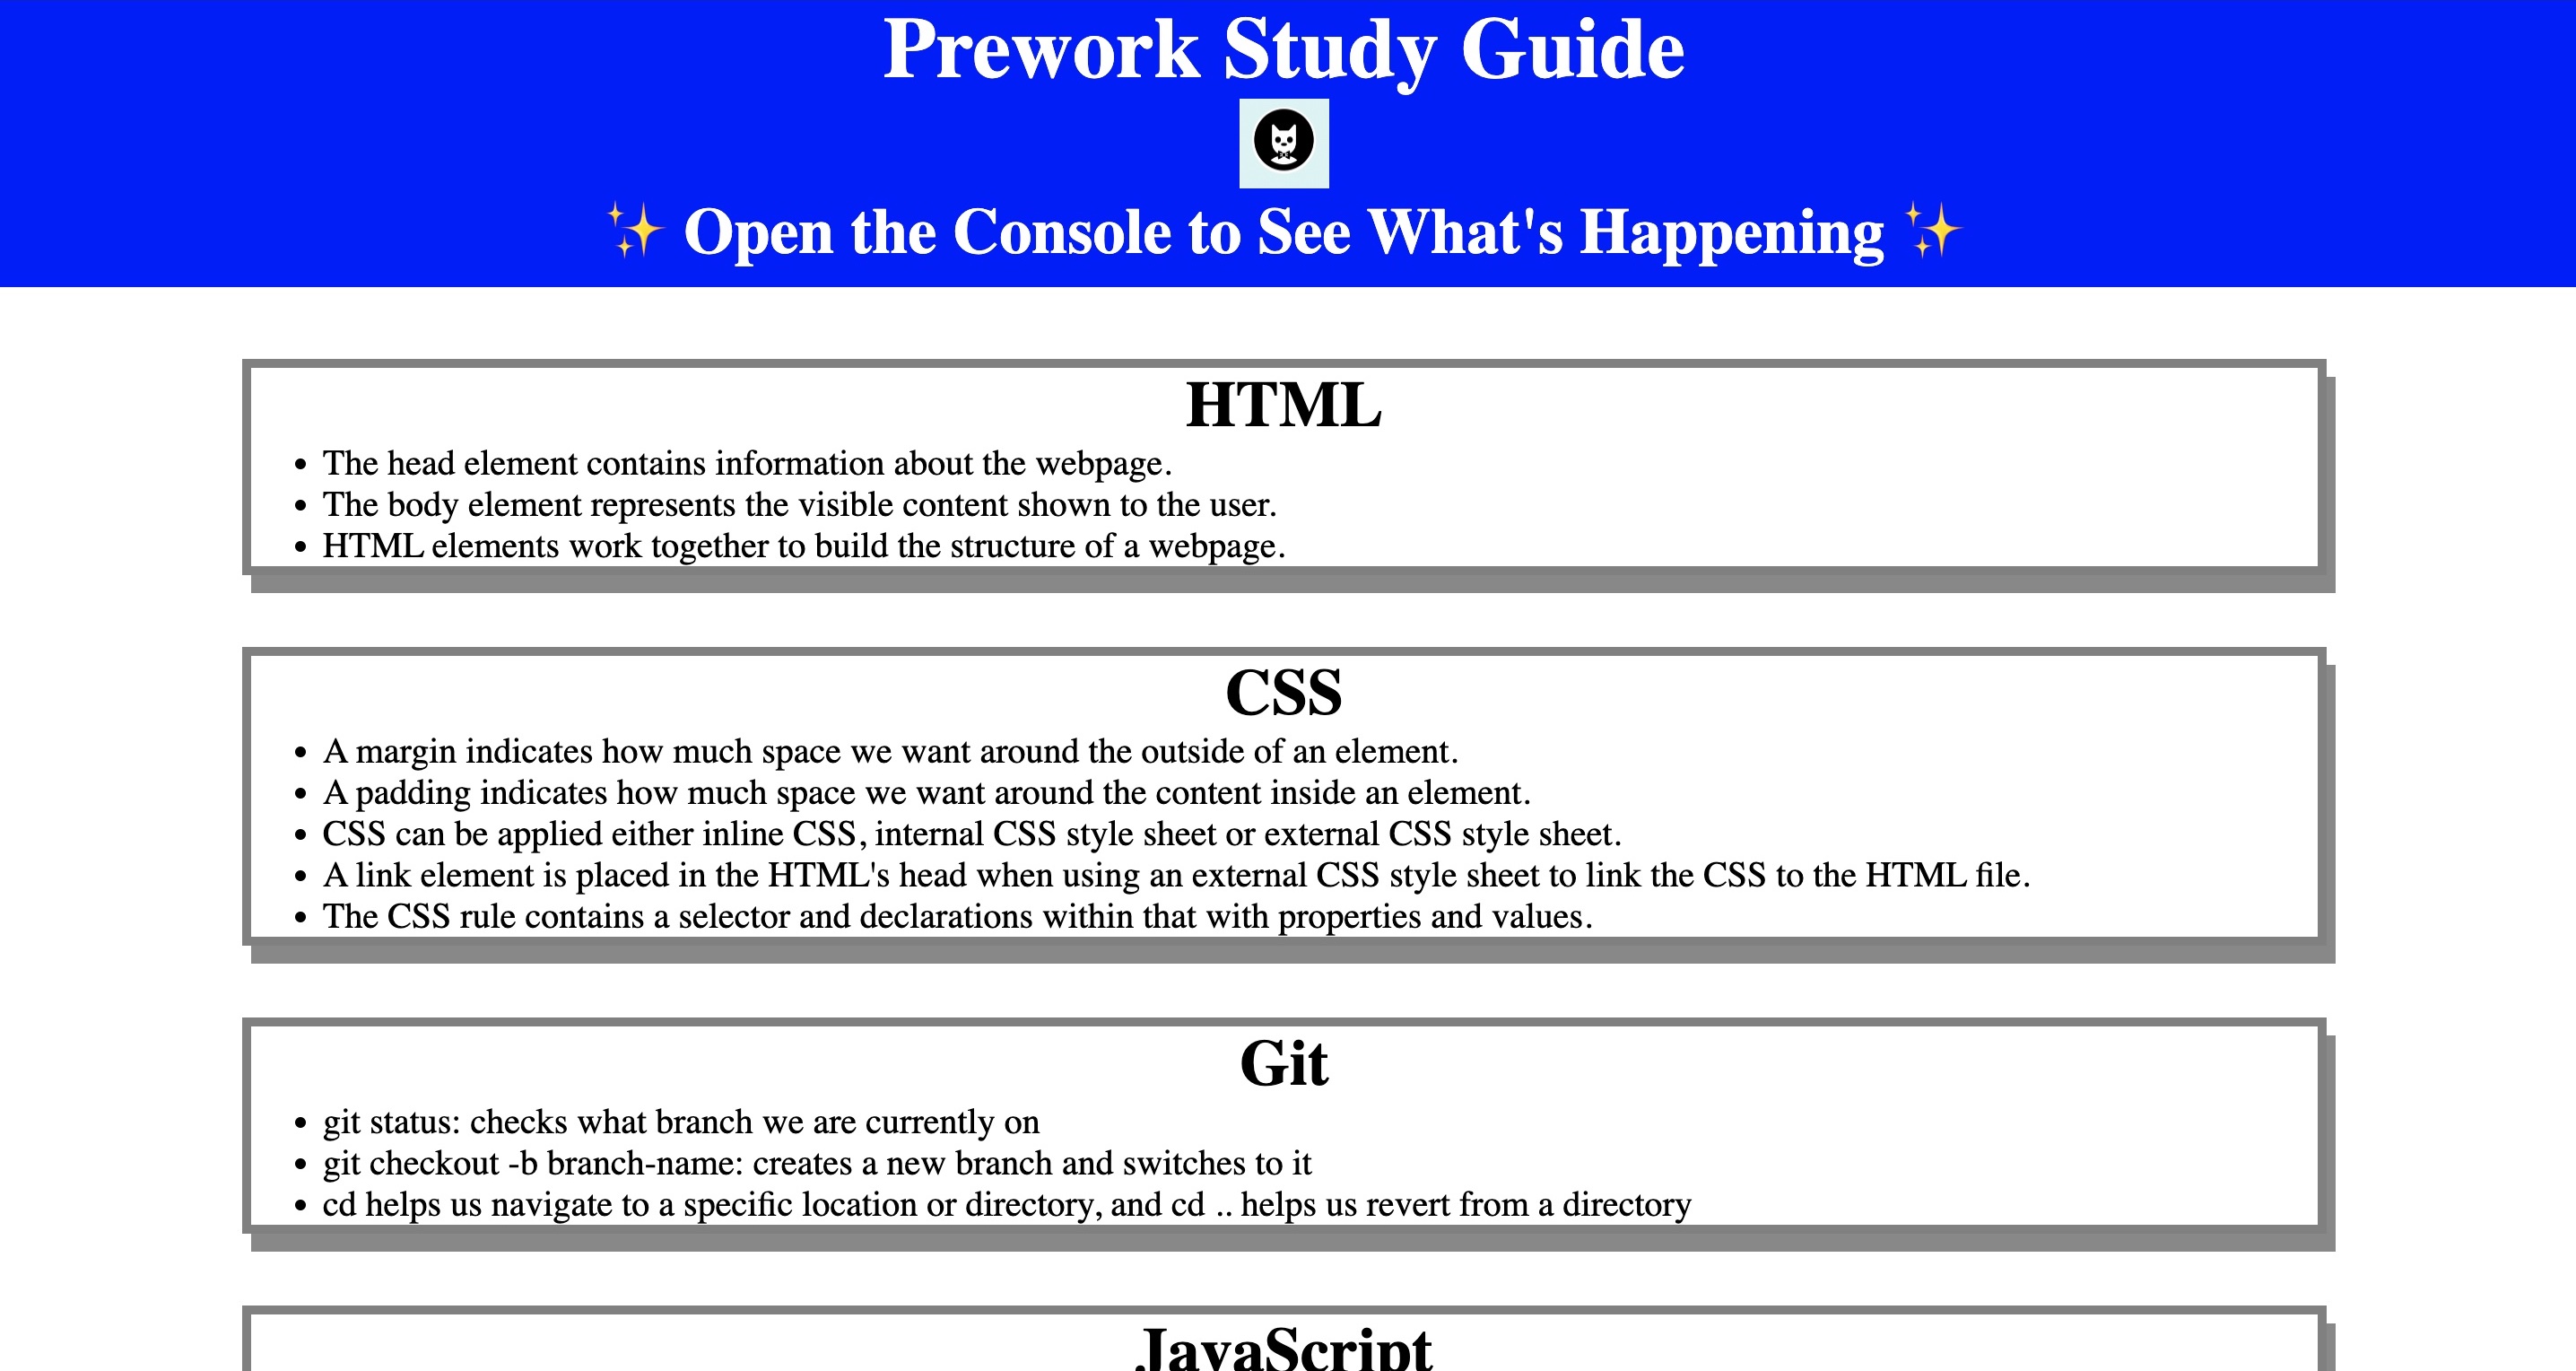 Prework Study Guide
✨ Open the Console to See What's Happening ✨
HTML
• The head element contains information about the webpage.
• The body element represents the visible content shown to the user.
• HTML elements work together to build the structure of a webpage.
CSS
• A margin indicates how much space we want around the outside of an element.
• A padding indicates how much space we want around the content inside an element.
• CSS can be applied either inline CSS, internal CSS style sheet or external CSS style sheet.
• A link element is placed in the HTML's head when using an external CSS style sheet to link the CSS to the HTML file.
• The CSS rule contains a selector and declarations within that with properties and values.
Git
• git status: checks what branch we are currently on
• git checkout -b branch-name: creates a new branch and switches to it
• cd helps us navigate to a specific location or directory, and cd .. helps us revert from a directory
JavaScript